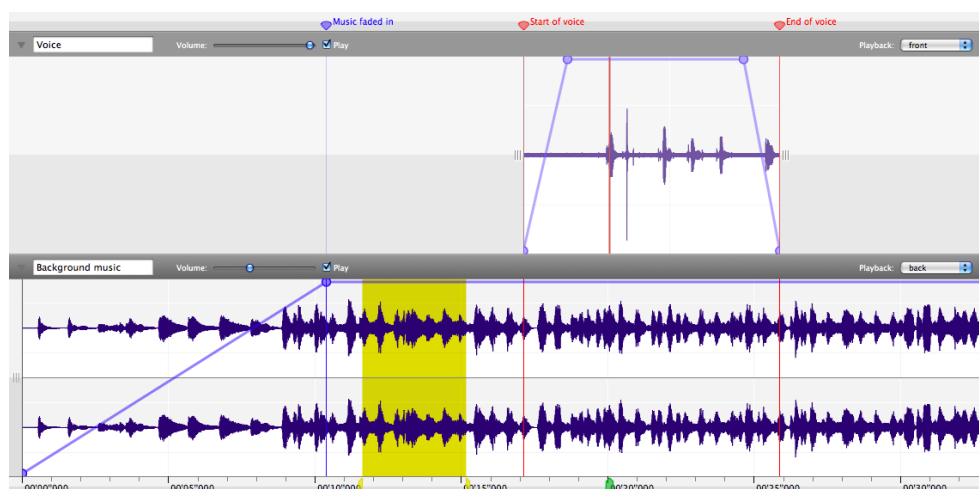 Music faded in
Start of voice
End of voice
Voice
Volume:
Play
Playback:
front
Background music
Volume:
Play
Playback:
back
00'00"000
00'05"000
00'10"000
00'15"000
00'20"000
00'25"000
00'30"000